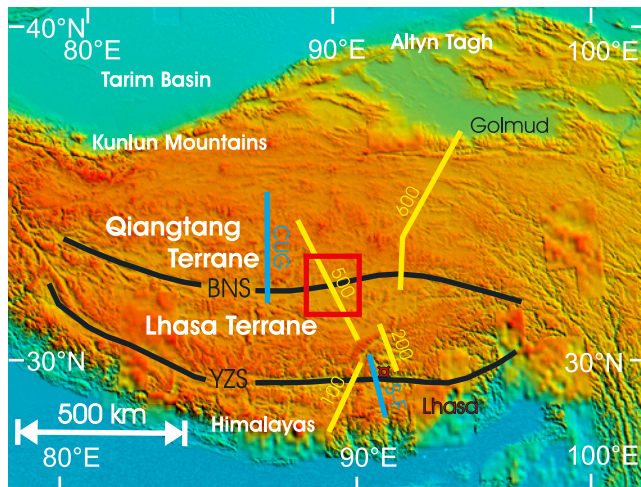 40°N
80°E
90°E
100°E
Altyn Tagh
Tarim Basin
Golmud
Kunlun Mountains
600
Qiangtang
Terrane
CUG
500
BNS
Lhasa Terrane
200
30°N
30°N
YZS
100
Lhasa
500 km
Himalayas
80°E
90°E
100°E